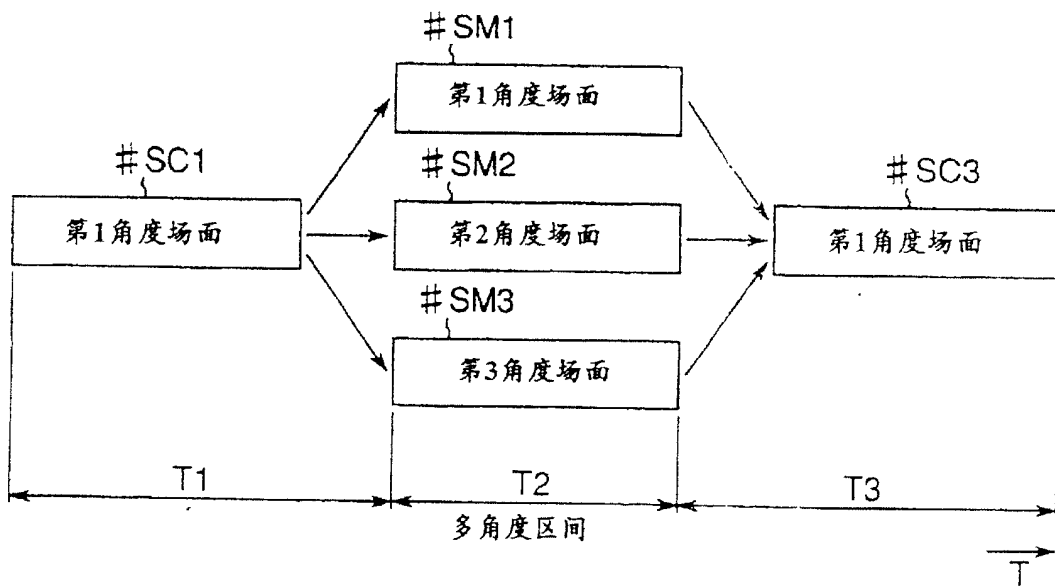 #SM1
第1角度场面
#SC1
第1角度场面
#SM2
第2角度场面
#SC3
第1角度场面
#SM3
第3角度场面
T1
T2
T3
多角度区间
T